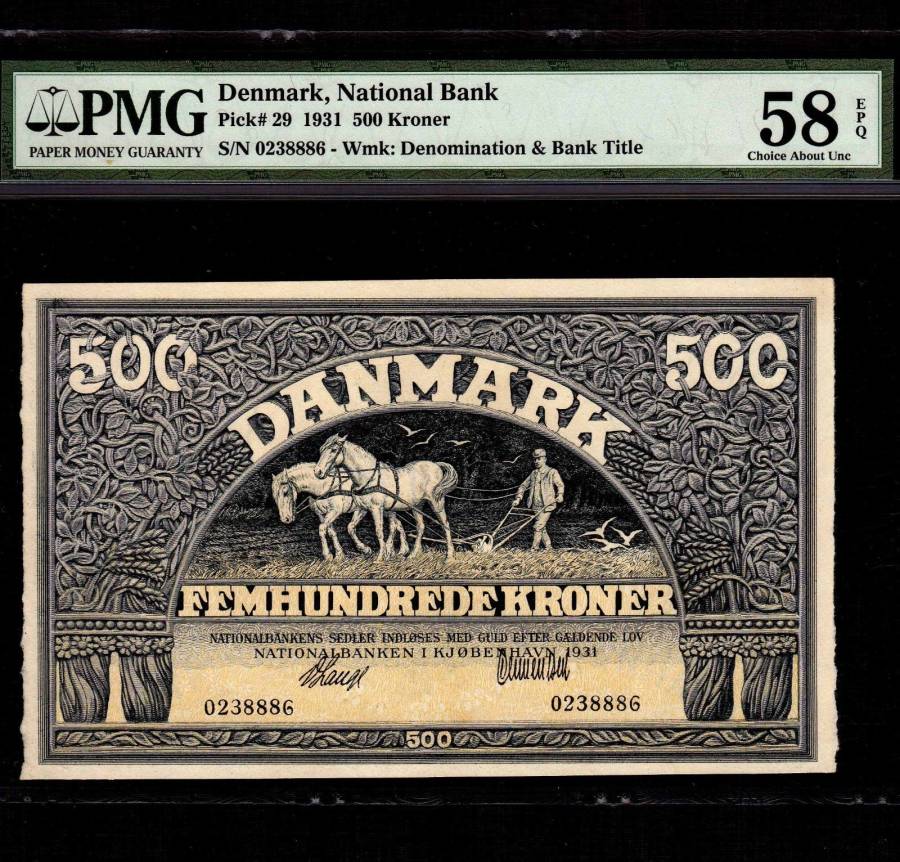 PMG
PAPER MONEY GUARANTY
Denmark, National Bank
Pick# 29 1931 500 Kroner
S/N 0238886 - Wmk: Denomination & Bank Title
58
EPQ
Choice About Unc
500 500
DANMARK
FEMHUNDREDE KRONER
NATIONALBANKENS SEDLER INDLØSES MED GULD EFTER GÆLDENDE LOV
NATIONALBANKEN I KJØBENHAVN 1931
0238886 0238886
500